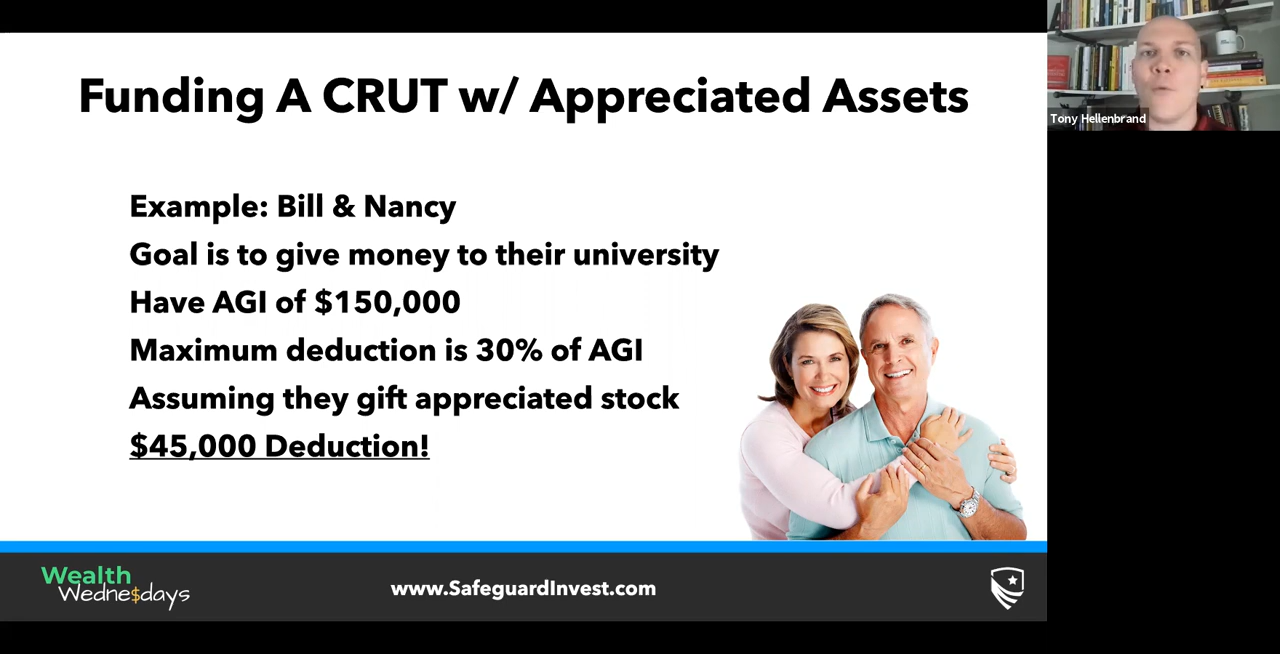 Funding A CRUT w/ Appreciated Assets
Tony Hellenbrand
Example: Bill & Nancy
Goal is to give money to their university
Have AGI of $150,000
Maximum deduction is 30% of AGI
Assuming they gift appreciated stock
$45,000 Deduction!
Wealth
Wedne$days
www.SafeguardInvest.com